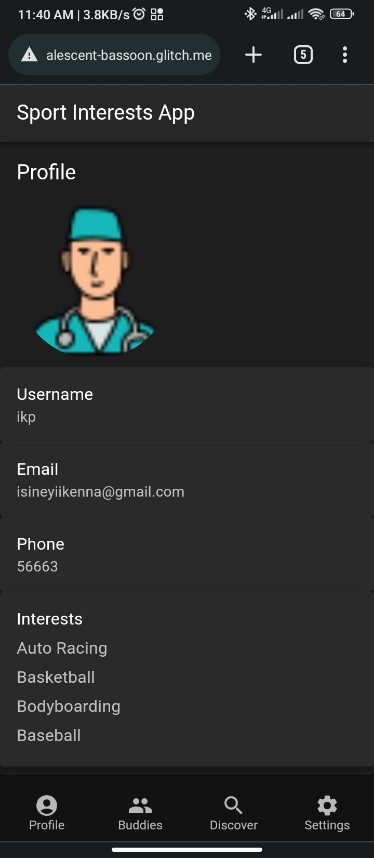 11:40 AM | 3.8KB/s
4G
64
alescent-bassoon.glitch.me
5
Sport Interests App
Profile
Username
ikp
Email
isineyiikenna@gmail.com
Phone
56663
Interests
Auto Racing
Basketball
Bodyboarding
Baseball
Profile Buddies Discover Settings